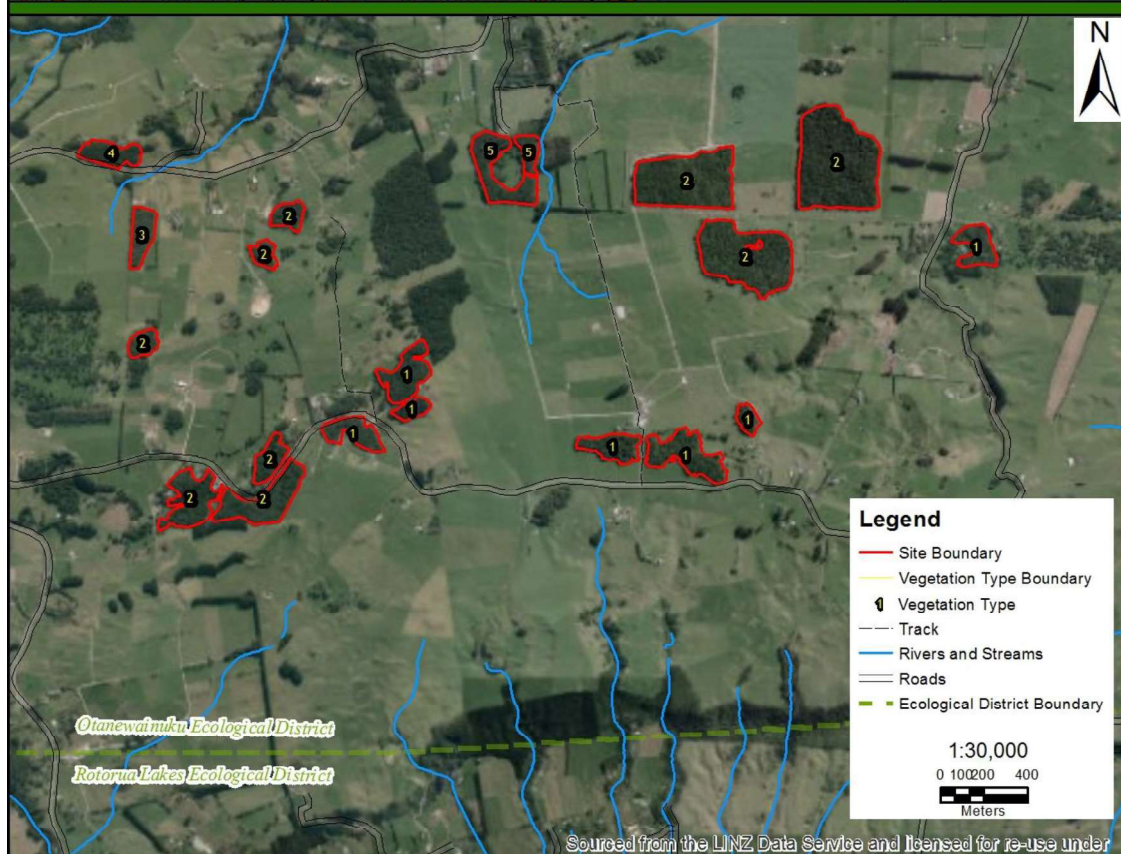 N
4
5
5
2
2
3
2
2
2
1
2
1
1
1
1
1
1
2
2
2
Legend
Site Boundary
Vegetation Type Boundary
1 Vegetation Type
Track
Rivers and Streams
Roads
Ecological District Boundary
1:30,000
0 100200 400
Meters
Otanewainuku Ecological District
Rotorua Lakes Ecological District
Sourced from the LINZ Data Service and licensed for re-use under